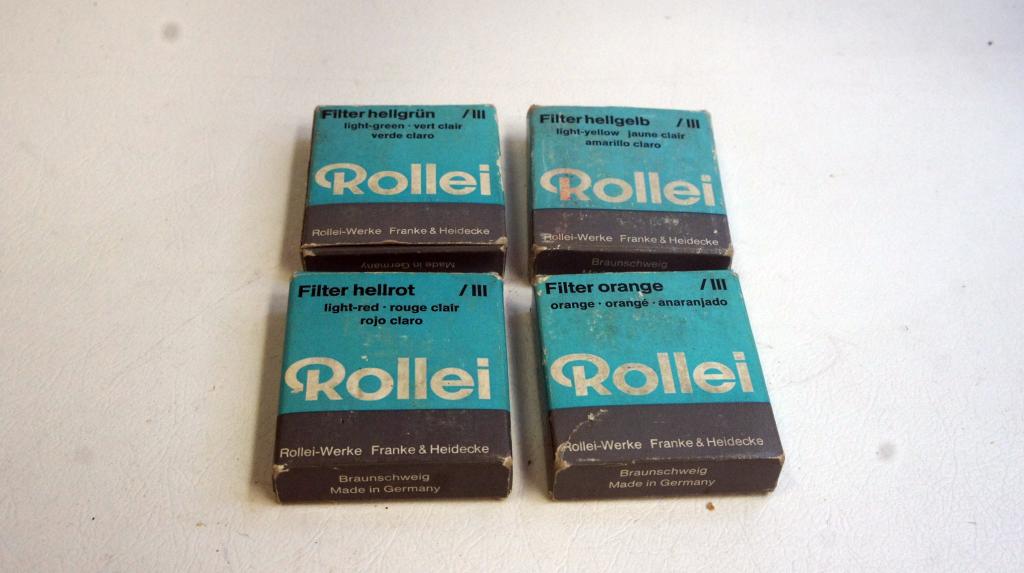 Filter hellgrün / III
light-green · vert clair
verde claro
Rollei
Rollei-Werke Franke & Heidecke
Made in Germany
Filter hellgelb / III
light-yellow jaune clair
amarillo claro
Rollei
Rollei-Werke Franke & Heidecke
Braunschweig
Filter hellrot / III
light-red · rouge clair
rojo claro
Rollei
Rollei-Werke Franke & Heidecke
Braunschweig
Made in Germany
Filter orange / III
orange · orangé · anaranjado
Rollei
Rollei-Werke Franke & Heidecke
Braunschweig
Made in Germany